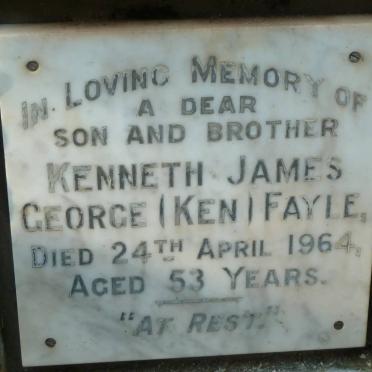 IN LOVING MEMORY OF
A DEAR
SON AND BROTHER
KENNETH JAMES
GEORGE (KEN) FAYLE,
DIED 24TH APRIL 1964,
AGED 53 YEARS.
"AT REST."